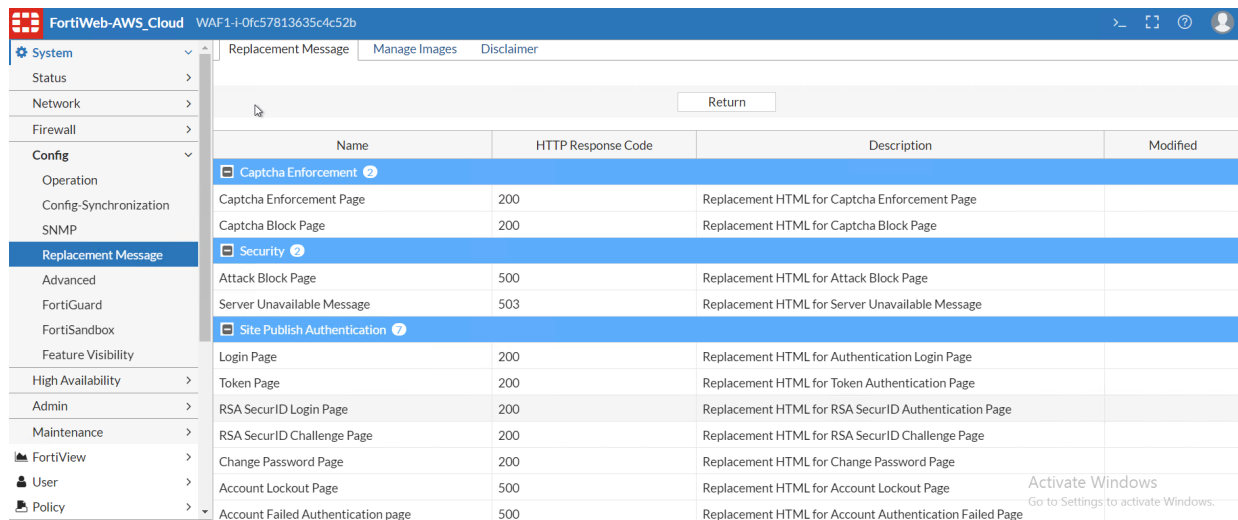 FortiWeb-AWS_Cloud WAF1-i-0fc57813635c4c52b
System
Status
Network
Firewall
Config
Operation
Config-Synchronization
SNMP
Replacement Message
Advanced
FortiGuard
FortiSandbox
Feature Visibility
High Availability
Admin
Maintenance
FortiView
User
Policy
Replacement Message Manage Images Disclaimer
Return
Name HTTP Response Code Description Modified
Captcha Enforcement 2
Captcha Enforcement Page 200 Replacement HTML for Captcha Enforcement Page
Captcha Block Page 200 Replacement HTML for Captcha Block Page
Security 2
Attack Block Page 500 Replacement HTML for Attack Block Page
Server Unavailable Message 503 Replacement HTML for Server Unavailable Message
Site Publish Authentication 7
Login Page 200 Replacement HTML for Authentication Login Page
Token Page 200 Replacement HTML for Token Authentication Page
RSA SecurID Login Page 200 Replacement HTML for RSA SecurID Authentication Page
RSA SecurID Challenge Page 200 Replacement HTML for RSA SecurID Challenge Page
Change Password Page 200 Replacement HTML for Change Password Page
Account Lockout Page 500 Replacement HTML for Account Lockout Page
Account Failed Authentication page 500 Replacement HTML for Account Authentication Failed Page
Activate Windows
Go to Settings to activate Windows.